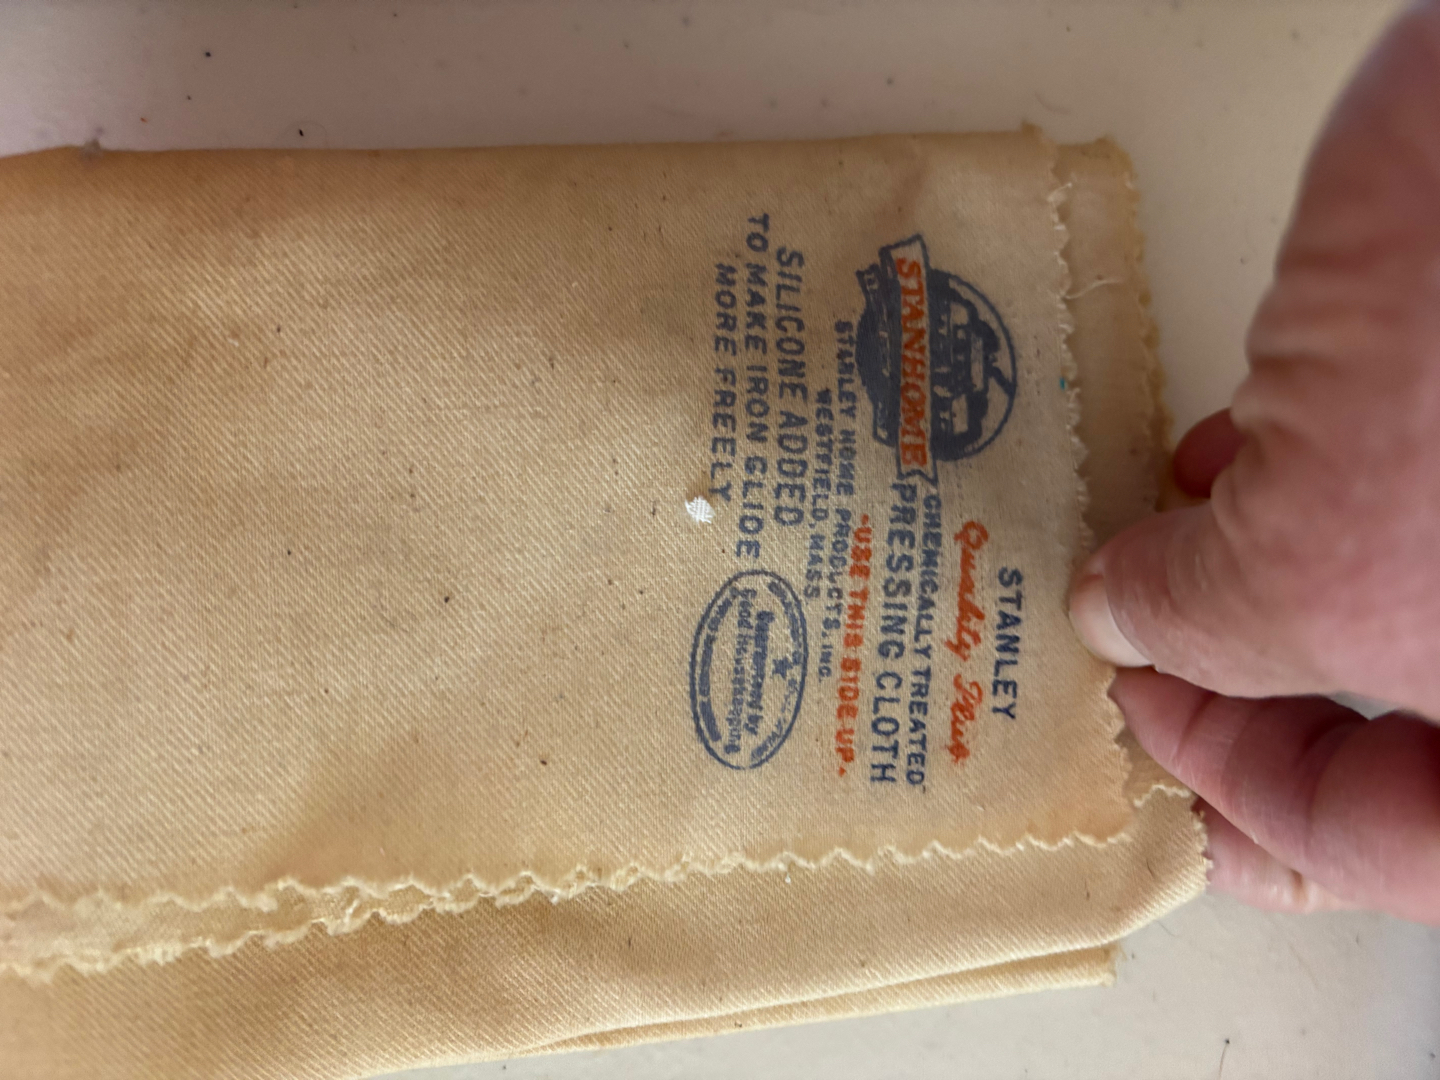 STANLEY
Quality Plus
STANHOME
"CHEMICALLY TREATED"
PRESSING CLOTH
"USE THIS SIDE UP.
STANLEY HOME PRODUCTS, INC.
WESTFIELD, MASS
SILICONE ADDED
TO MAKE IRON GLIDE
MORE FREELY
Guaranteed by
Good Housekeeping